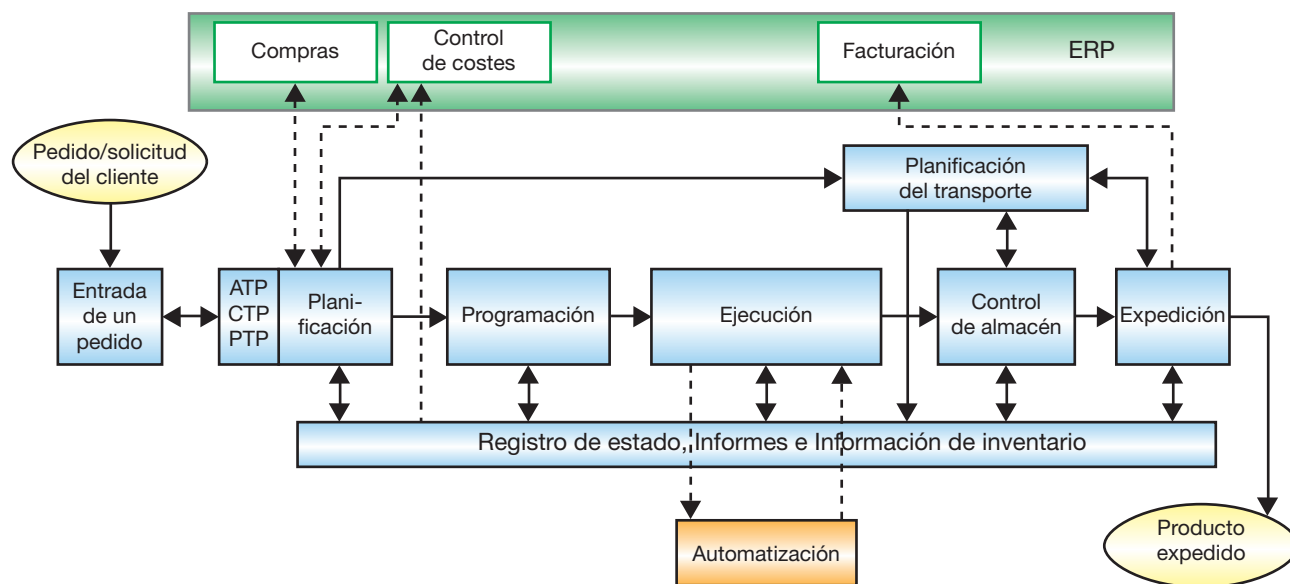 Compras
Control
de costes
Facturación
ERP
Pedido/solicitud
del cliente
Planificación
del transporte
Entrada
de un
pedido
ATP
CTP
PTP
Plani-
ficación
Programación
Ejecución
Control
de almacén
Expedición
Registro de estado, Informes e Información de inventario
Automatización
Producto
expedido